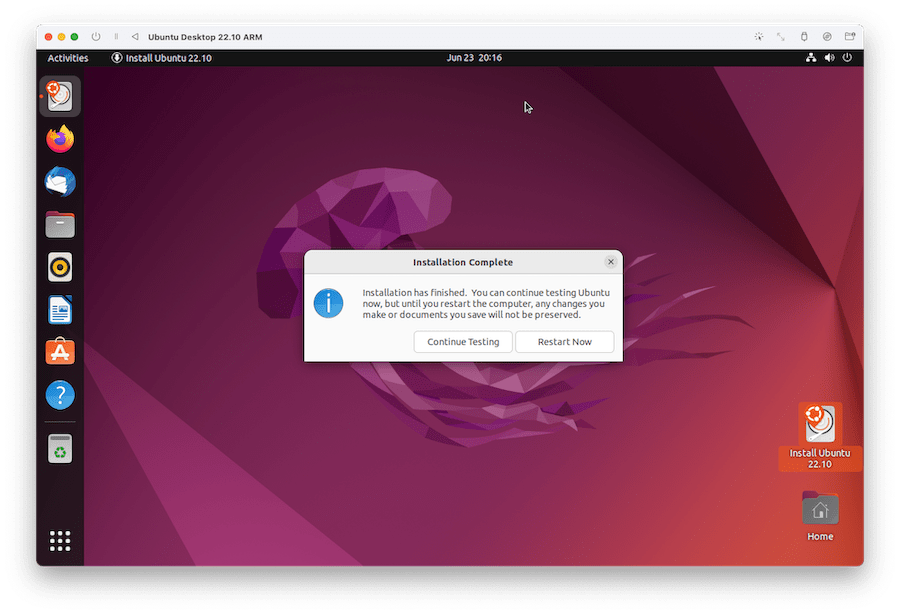 Ubuntu Desktop 22.10 ARM
Activities
Install Ubuntu 22.10
Jun 23 20:16
Installation Complete
Installation has finished. You can continue testing Ubuntu
now, but until you restart the computer, any changes you
make or documents you save will not be preserved.
Continue Testing
Restart Now
Install Ubuntu
22.10
Home